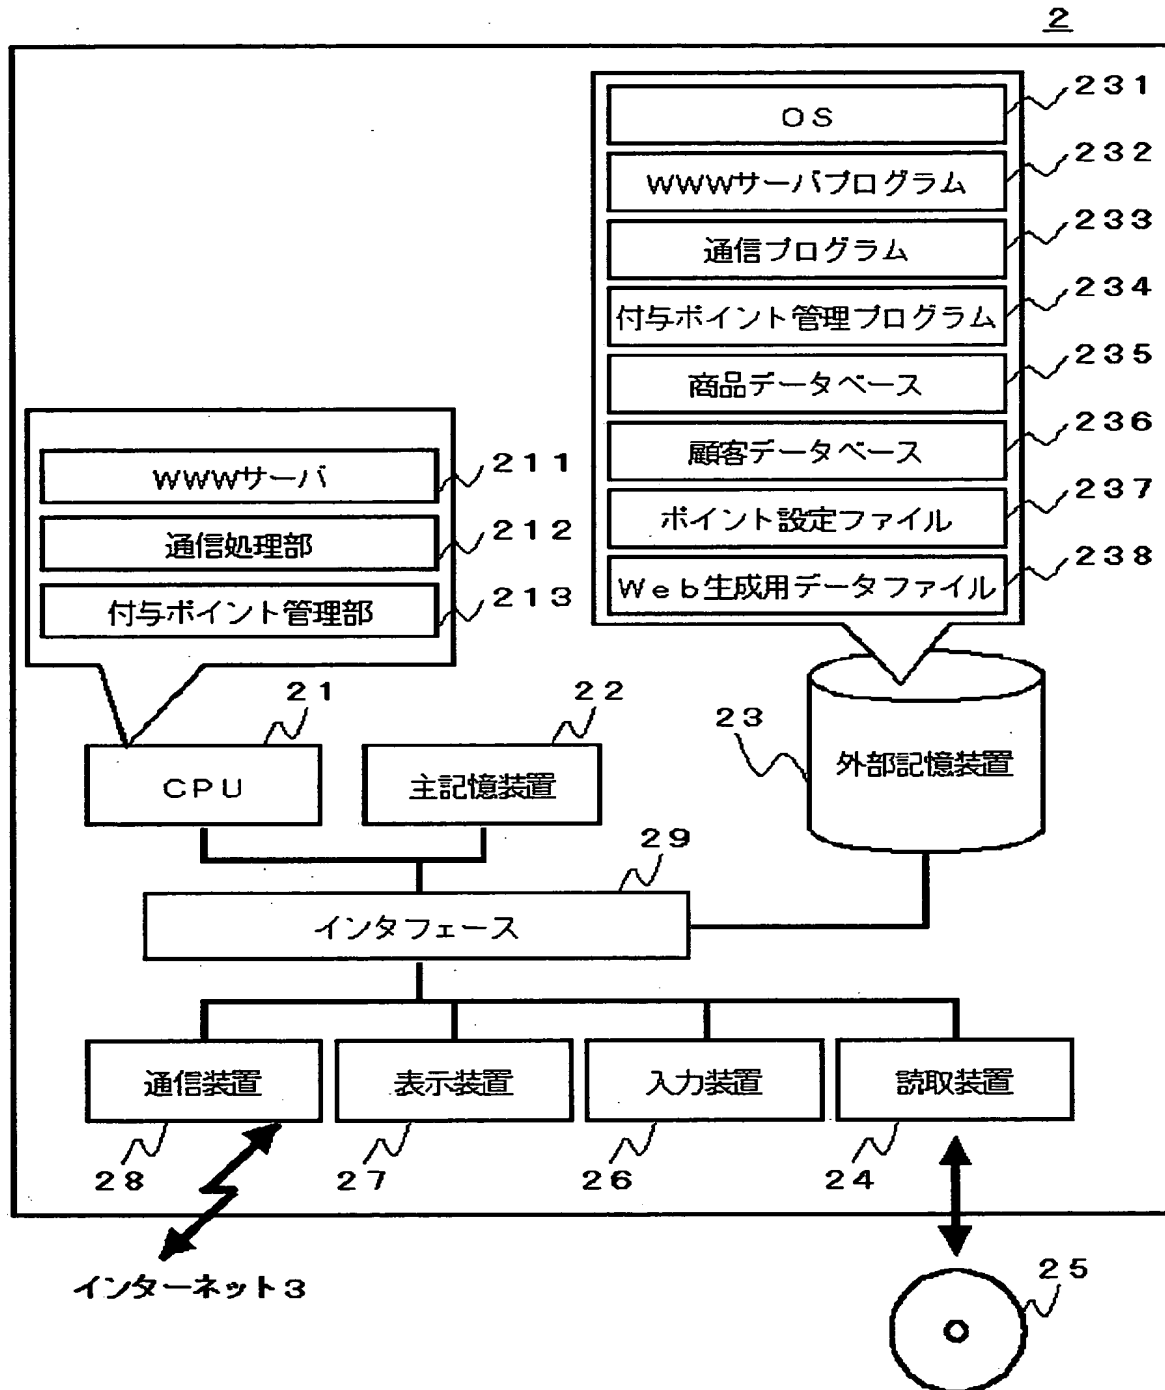 2
OS
231
WWWサーバプログラム
232
通信プログラム
233
付与ポイント管理プログラム
234
商品データベース
235
顧客データベース
236
ポイント設定ファイル
237
Web生成用データファイル
238
WWWサーバ
211
通信処理部
212
付与ポイント管理部
213
CPU
21
主記憶装置
22
外部記憶装置
23
インタフェース
29
通信装置
28
表示装置
27
入力装置
26
読取装置
24
インターネット3
25